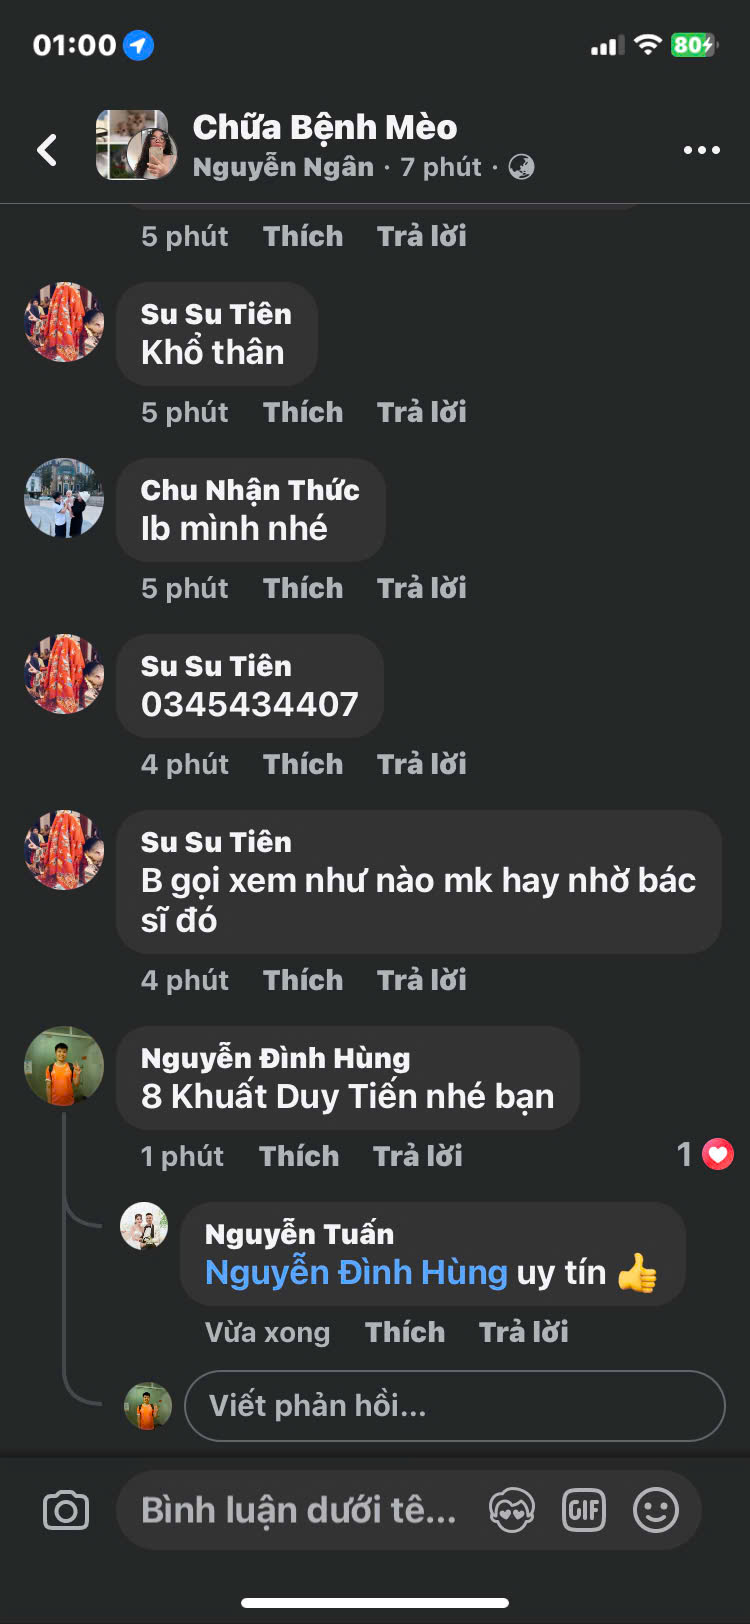 01:00
80
Chữa Bệnh Mèo
Nguyễn Ngân · 7 phút ·
5 phút Thích Trả lời
Su Su Tiên
Khổ thân
5 phút Thích Trả lời
Chu Nhận Thức
Ib mình nhé
5 phút Thích Trả lời
Su Su Tiên
0345434407
4 phút Thích Trả lời
Su Su Tiên
B gọi xem như nào mk hay nhờ bác
sĩ đó
4 phút Thích Trả lời
Nguyễn Đình Hùng
8 Khuất Duy Tiến nhé bạn
1 phút Thích Trả lời 1
Nguyễn Tuấn
Nguyễn Đình Hùng uy tín 👍
Vừa xong Thích Trả lời
Viết phản hồi...
Bình luận dưới tê... GIF